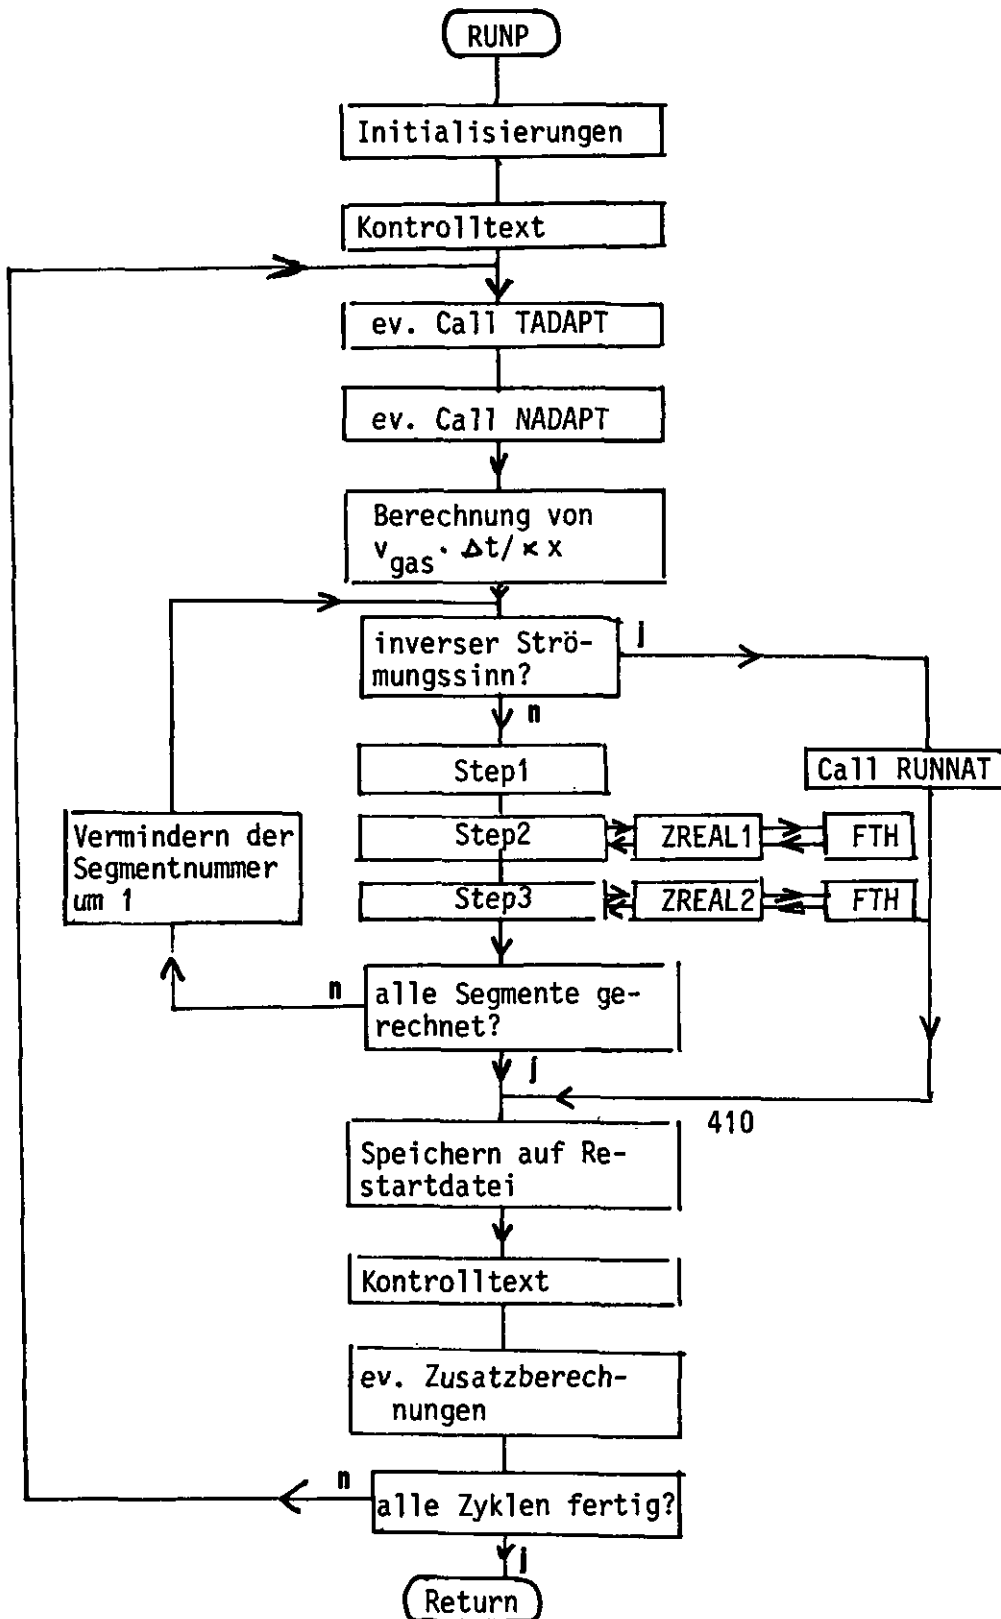 RUNP
Initialisierungen
Kontrolltext
ev. Call TADAPT
ev. Call NADAPT
Berechnung von
v_gas · Δt/ × x
inverser Strö-
mungssinn?
j
n
Step1
Call RUNNAT
Vermindern der
Segmentnummer
um 1
Step2
ZREAL1
FTH
Step3
ZREAL2
FTH
n
alle Segmente ge-
rechnet?
j
410
Speichern auf Re-
startdatei
Kontrolltext
ev. Zusatzberech-
nungen
n
alle Zyklen fertig?
j
Return